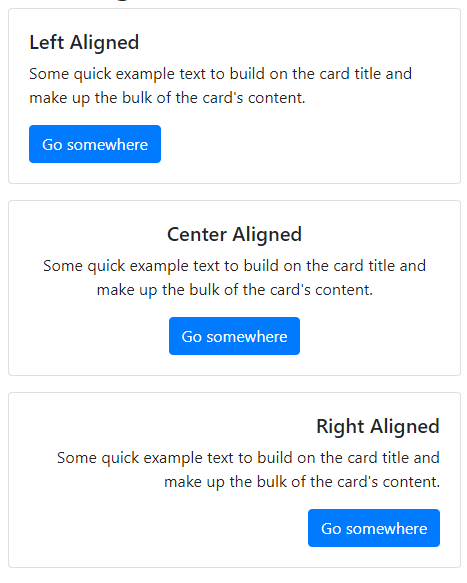 Left Aligned
Some quick example text to build on the card title and
make up the bulk of the card's content.
Go somewhere
Center Aligned
Some quick example text to build on the card title and
make up the bulk of the card's content.
Go somewhere
Right Aligned
Some quick example text to build on the card title and
make up the bulk of the card's content.
Go somewhere